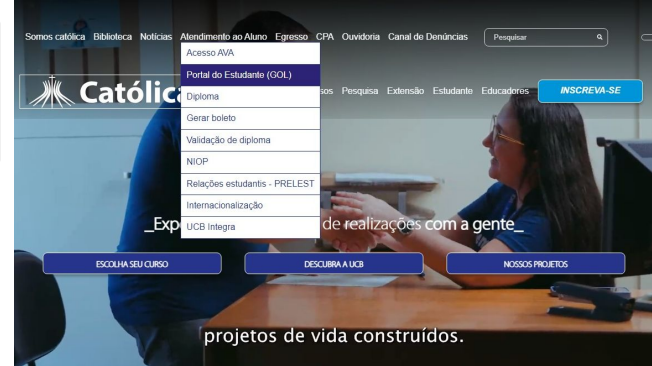 Somos católica Biblioteca Notícias Atendimento ao Aluno Egresso CPA Ouvidoria Canal de Denúncias Pesquisar
Acesso AVA
Portal do Estudante (GOL)
Diploma
Gerar boleto
Validação de diploma
NIOP
Relações estudantis - PRELEST
Internacionalização
UCB Integra
Católic
sos Pesquisa Extensão Estudante Educadores INSCREVA-SE
_Exp de realizações com a gente_
ESCOLHA SEU CURSO DESCUBRA A UCB NOSSOS PROJETOS
projetos de vida construídos.